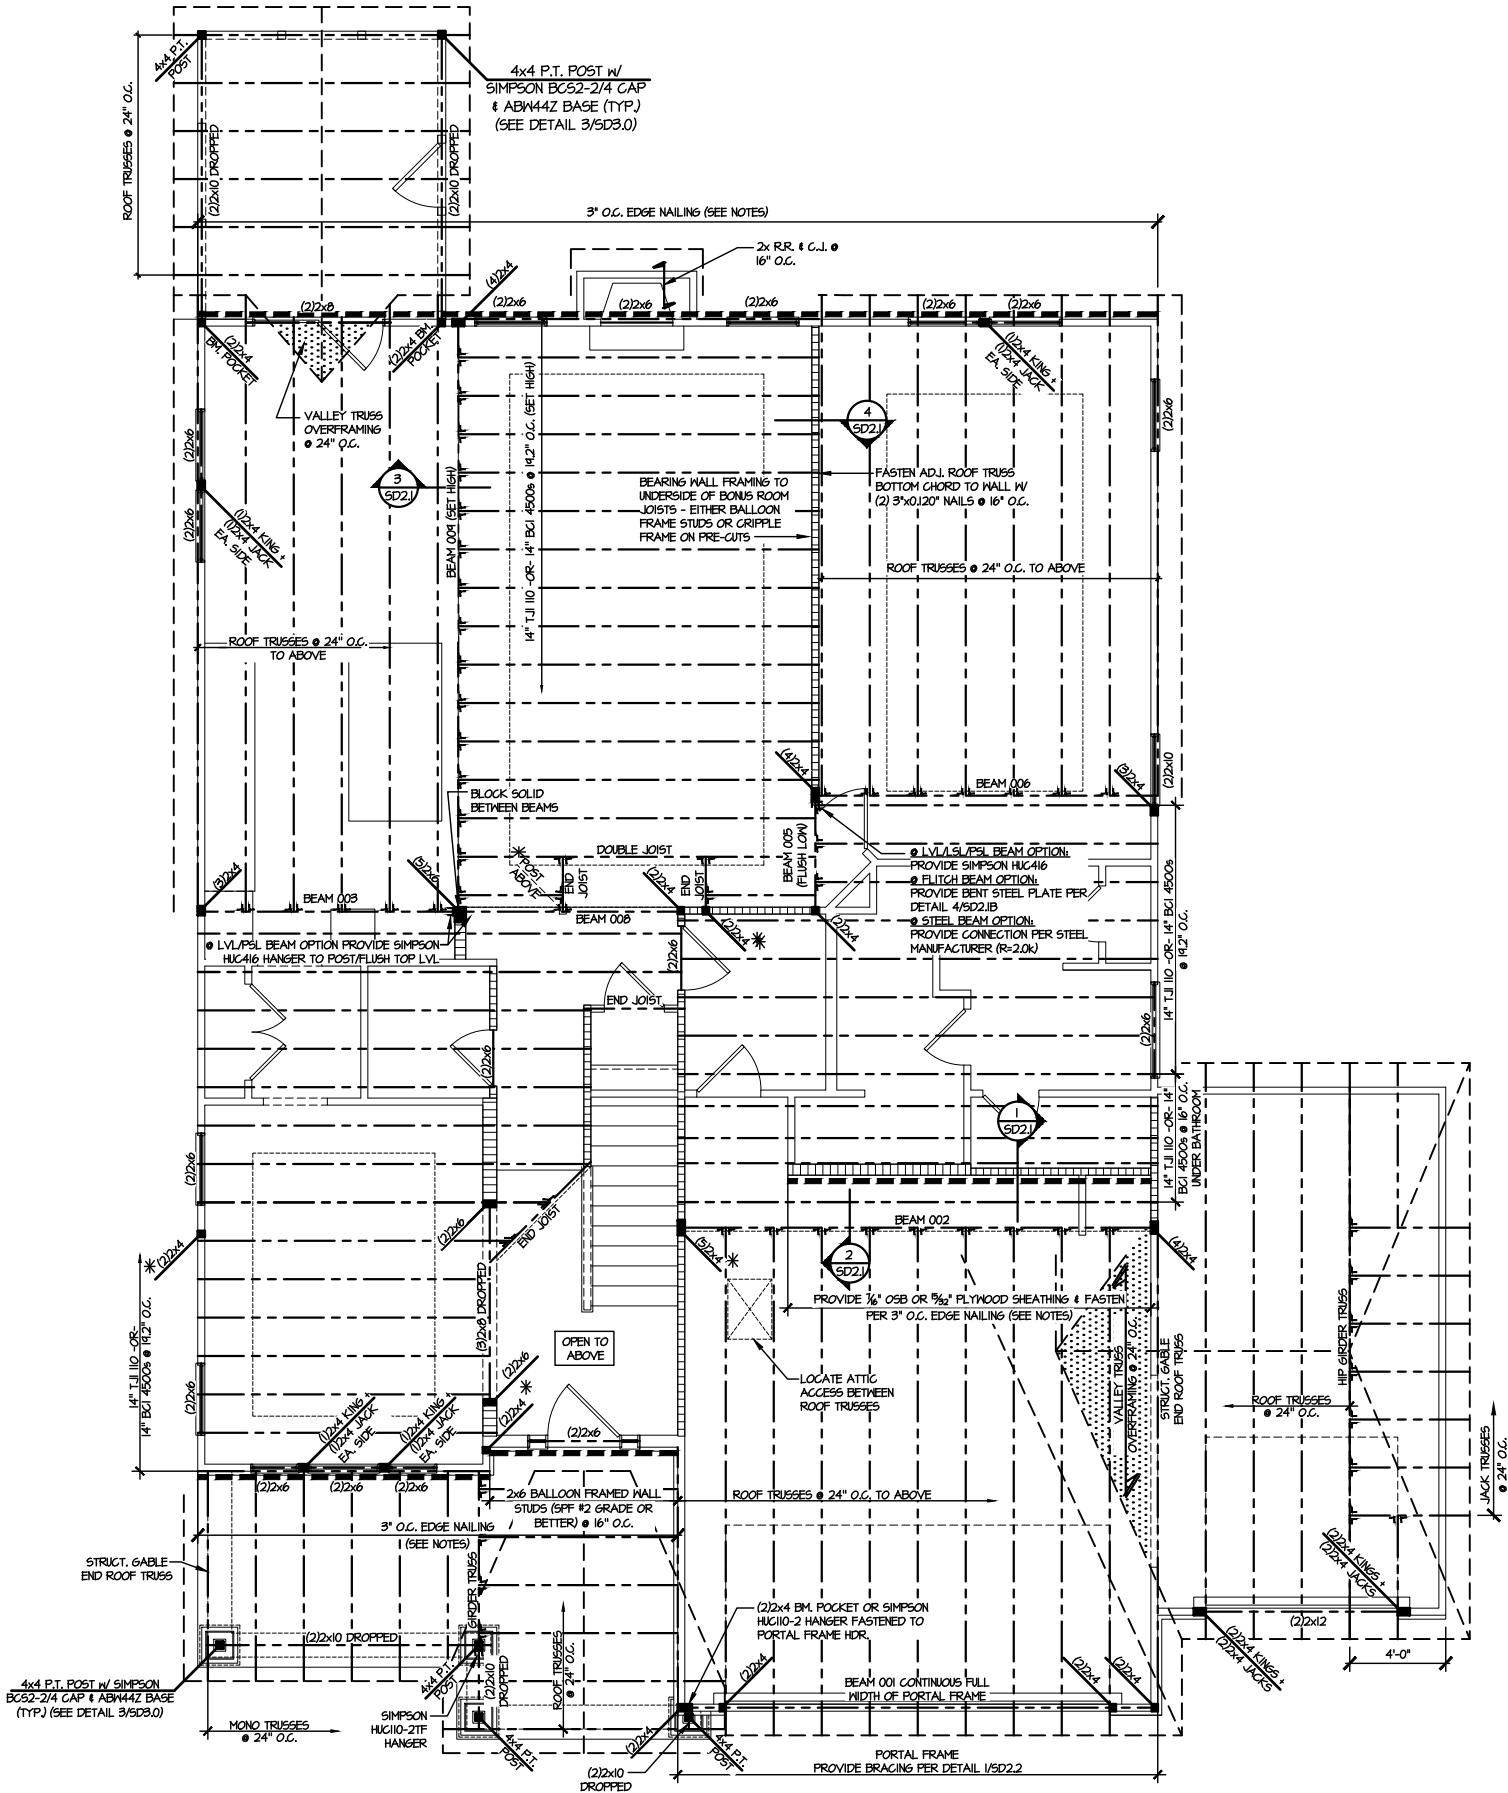 4x4 P.T.
POST
4x4 P.T. POST W/
SIMPSON BCS2-2/4 CAP
& ABW44Z BASE (TYP.)
(SEE DETAIL 3/SD3.0)
ROOF TRUSSES @ 24" O.C.
(2)2x10 DROPPED
(2)2x10 DROPPED
3" O.C. EDGE NAILING (SEE NOTES)
2x R.R. & C.J. @
16" O.C.
(4)2x4
(2)2x8
(2)2x6
(2)2x6
(2)2x6
(2)2x6
(2)2x6
(2)2x4
BM. POCKET
(2)2x4 BM.
POCKET
(1)2x4 KING +
(1)2x4 JACK
EA. SIDE
VALLEY TRUSS
OVERFRAMING
@ 24" O.C.
14" TJI 110 -OR- 14" BCI 4500s @ 19.2" O.C. (SET HIGH)
4
SD2.1
(2)2x6
(2)2x6
(2)2x6
3
SD2.1
BEAM 009 (SET HIGH)
BEARING WALL FRAMING TO
UNDERSIDE OF BONUS ROOM
JOISTS - EITHER BALLOON
FRAME STUDS OR CRIPPLE
FRAME ON PRE-CUTS
FASTEN ADJ. ROOF TRUSS
BOTTOM CHORD TO WALL W/
(2) 3"x0.120" NAILS @ 16" O.C.
(1)2x4 KING +
(1)2x4 JACK
EA. SIDE
ROOF TRUSSES @ 24" O.C. TO ABOVE
ROOF TRUSSES @ 24" O.C.
TO ABOVE
(4)2x4
BEAM 006
(3)2x4
(2)2x10
BLOCK SOLID
BETWEEN BEAMS
DOUBLE JOIST
POST
ABOVE
END
JOIST
END
JOIST
(2)2x4
BEAM 005
(FLUSH LOW)
@ LVL/LSL/PSL BEAM OPTION:
PROVIDE SIMPSON HUC416
@ FLITCH BEAM OPTION:
PROVIDE BENT STEEL PLATE PER
DETAIL 4/SD2.1B
@ STEEL BEAM OPTION:
PROVIDE CONNECTION PER STEEL
MANUFACTURER (R=2.0k)
14" TJI 110 -OR- 14" BCI 4500s
@ 19.2" O.C.
(3)2x4
(5)2x6
BEAM 003
BEAM 008
(2)2x4
(2)2x4
@ LVL/PSL BEAM OPTION PROVIDE SIMPSON
HUC416 HANGER TO POST/FLUSH TOP LVL
(2)2x6
END JOIST
(2)2x6
(2)2x6
14" TJI 110 -OR- 14"
BCI 4500s @ 16" O.C.
UNDER BATHROOM
1
SD2.1
(2)2x6
(2)2x6
END JOIST
BEAM 002
(2)2x4
(5)2x4
2
SD2.1
(4)2x4
(3)2x8 DROPPED
PROVIDE 7/16" OSB OR 15/32" PLYWOOD SHEATHING & FASTEN
PER 3" O.C. EDGE NAILING (SEE NOTES)
14" TJI 110 -OR-
14" BCI 4500s @ 19.2" O.C.
OPEN TO
ABOVE
LOCATE ATTIC
ACCESS BETWEEN
ROOF TRUSSES
VALLEY TRUSS
OVERFRAMING @ 24" O.C.
STRUCT. GABLE
END ROOF TRUSS
HIP GIRDER TRUSS
ROOF TRUSSES
@ 24" O.C.
(2)2x6
(2)2x6
(2)2x4
(1)2x4 KING +
(1)2x4 JACK
EA. SIDE
(1)2x4 KING +
(1)2x4 JACK
EA. SIDE
(2)2x6
(2)2x6
(2)2x6
(2)2x6
JACK TRUSSES
@ 24" O.C.
2x6 BALLOON FRAMED WALL
STUDS (SPF #2 GRADE OR
BETTER) @ 16" O.C.
ROOF TRUSSES @ 24" O.C. TO ABOVE
3" O.C. EDGE NAILING
(SEE NOTES)
STRUCT. GABLE
END ROOF TRUSS
GIRDER TRUSS
(2)2x4 KINGS +
(2)2x4 JACKS
(2)2x4 BM. POCKET OR SIMPSON
HUC110-2 HANGER FASTENED TO
PORTAL FRAME HDR.
(2)2x12
(2)2x10 DROPPED
(2)2x4 KINGS +
(2)2x4 JACKS
4'-0"
4x4 P.T. POST W/ SIMPSON
BCS2-2/4 CAP & ABW44Z BASE
(TYP.) (SEE DETAIL 3/SD3.0)
4x4 P.T.
POST
(2)2x10
DROPPED
ROOF TRUSSES
@ 24" O.C.
(2)2x4
BEAM 001 CONTINUOUS FULL
WIDTH OF PORTAL FRAME
(2)2x4
(2)2x4
SIMPSON
HUC110-2TF
HANGER
MONO TRUSSES
@ 24" O.C.
4x4 P.T.
POST
(2)2x4
4x4 P.T.
POST
(2)2x10
DROPPED
PORTAL FRAME
PROVIDE BRACING PER DETAIL 1/SD2.2